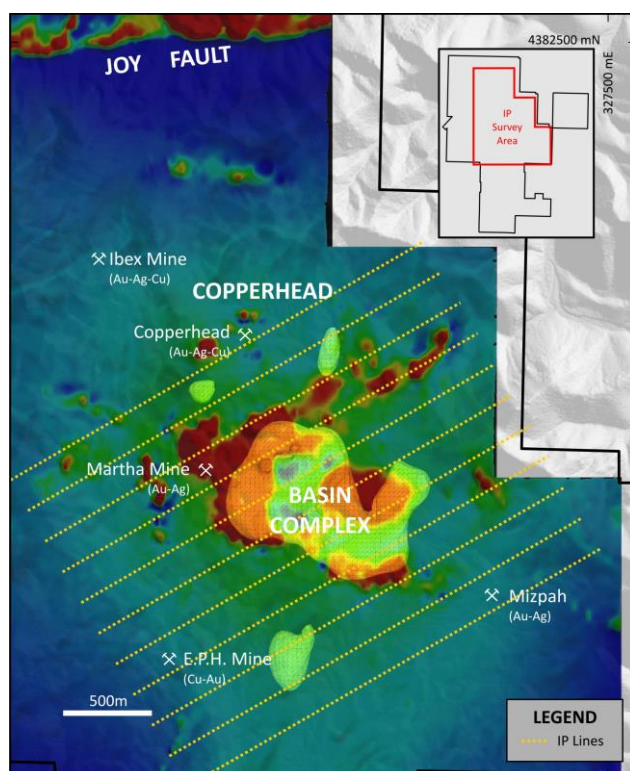 JOY FAULT
4382500 mN
327500 mE
IP
Survey
Area
Ibex Mine
(Au-Ag-Cu)
COPPERHEAD
Copperhead
(Au-Ag-Cu)
Martha Mine
(Au-Ag)
BASIN
COMPLEX
Mizpah
(Au-Ag)
E.P.H. Mine
(Cu-Au)
500m
LEGEND
IP Lines